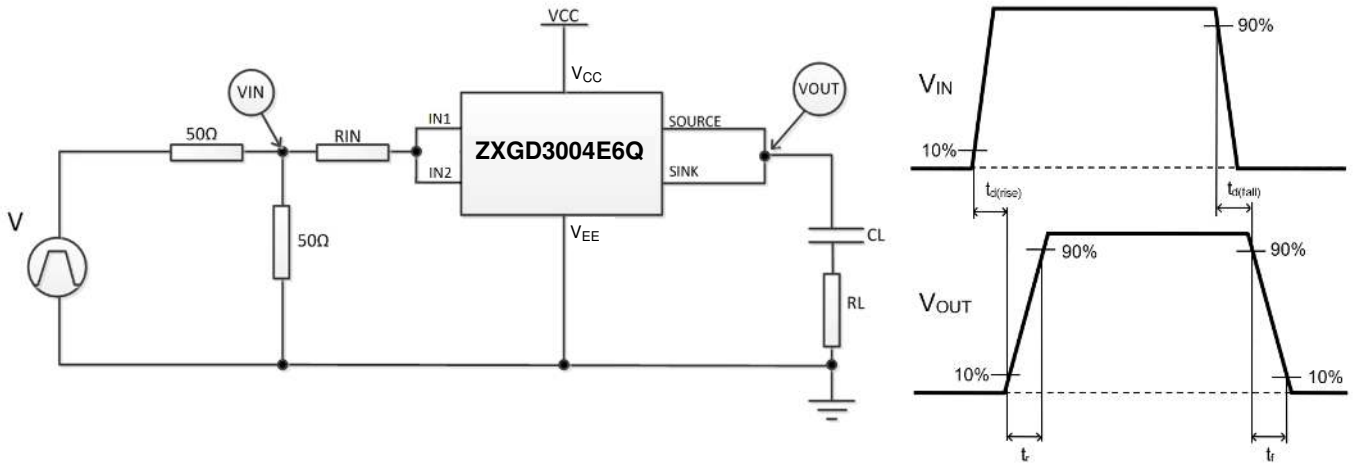 VCC
V_CC
VIN
VOUT
50Ω
RIN
IN1
SOURCE
ZXGD3004E6Q
IN2
SINK
V
50Ω
V_EE
CL
RL
90%
V_IN
10%
t_d(rise)
t_d(fall)
90%
90%
V_OUT
10%
10%
t_r
t_f